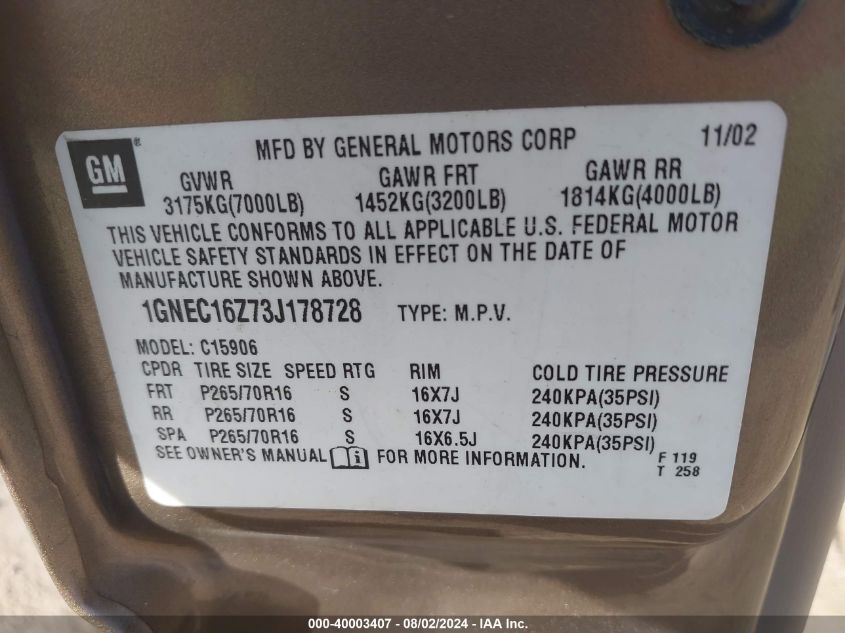 GM ®
MFD BY GENERAL MOTORS CORP 11/02
GVWR GAWR FRT GAWR RR
3175KG(7000LB) 1452KG(3200LB) 1814KG(4000LB)
THIS VEHICLE CONFORMS TO ALL APPLICABLE U.S. FEDERAL MOTOR
VEHICLE SAFETY STANDARDS IN EFFECT ON THE DATE OF
MANUFACTURE SHOWN ABOVE.
1GNEC16Z73J178728 TYPE: M.P.V.
MODEL: C15906
CPDR TIRE SIZE SPEED RTG RIM COLD TIRE PRESSURE
FRT P265/70R16 S 16X7J 240KPA(35PSI)
RR P265/70R16 S 16X7J 240KPA(35PSI)
SPA P265/70R16 S 16X6.5J 240KPA(35PSI)
SEE OWNER'S MANUAL i FOR MORE INFORMATION.
F 119
T 258
000-40003407 - 08/02/2024 - IAA Inc.